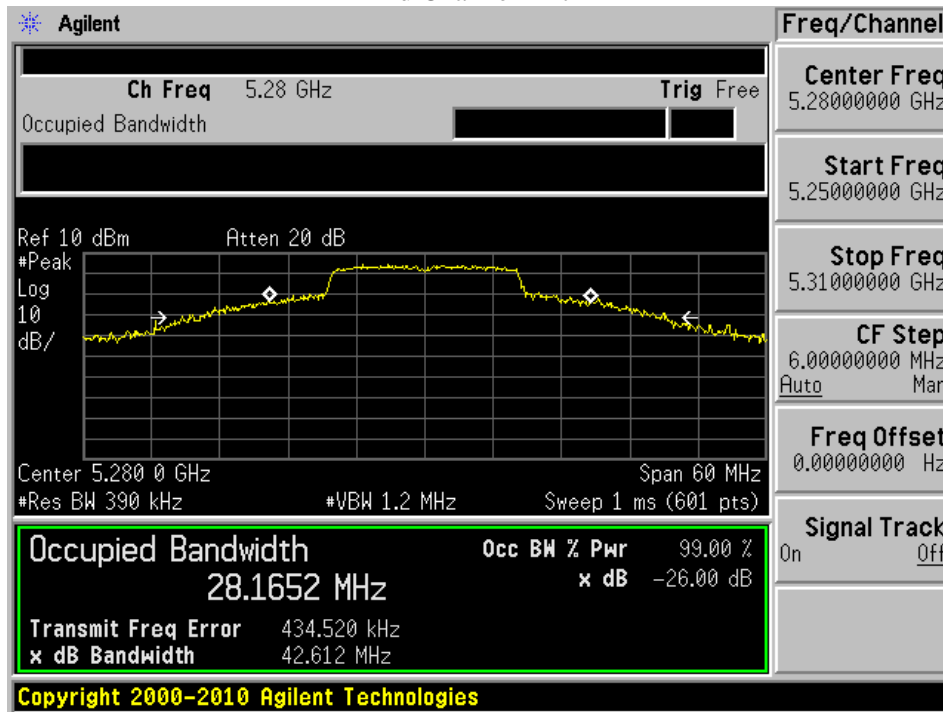 Agilent
Freq/Channel
Ch Freq 5.28 GHz Trig Free
Occupied Bandwidth
Center Freq
5.28000000 GHz
Start Freq
5.25000000 GHz
Stop Freq
5.31000000 GHz
CF Step
6.00000000 MHz
Auto Man
Freq Offset
0.00000000 Hz
Signal Track
On Off
Ref 10 dBm Atten 20 dB
#Peak
Log
10
dB/
Center 5.280 0 GHz Span 60 MHz
#Res BW 390 kHz #VBW 1.2 MHz Sweep 1 ms (601 pts)
Occupied Bandwidth Occ BW % Pwr 99.00 %
28.1652 MHz x dB -26.00 dB
Transmit Freq Error 434.520 kHz
x dB Bandwidth 42.612 MHz
Copyright 2000-2010 Agilent Technologies